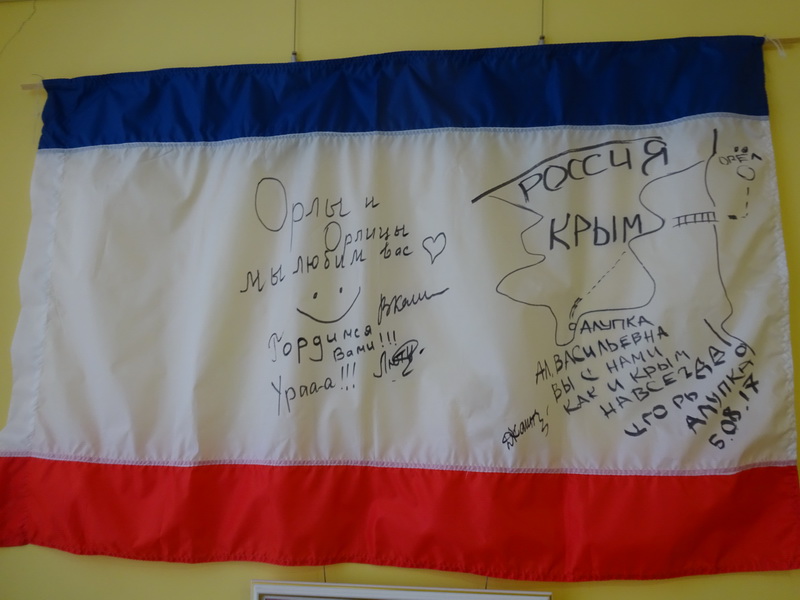 Орлы и
Орлицы
мы любим вас
Гордимся
Вами!!!
Урааа!!!
РОССИЯ
КРЫМ
ОРЁЛ
АЛУПКА
АЛ. ВАСИЛЬЕВНА
ВЫ С НАМИ
КАК И КРЫМ
НАВСЕГДА
ИГОРЬ
АЛУПКА
5.08.17